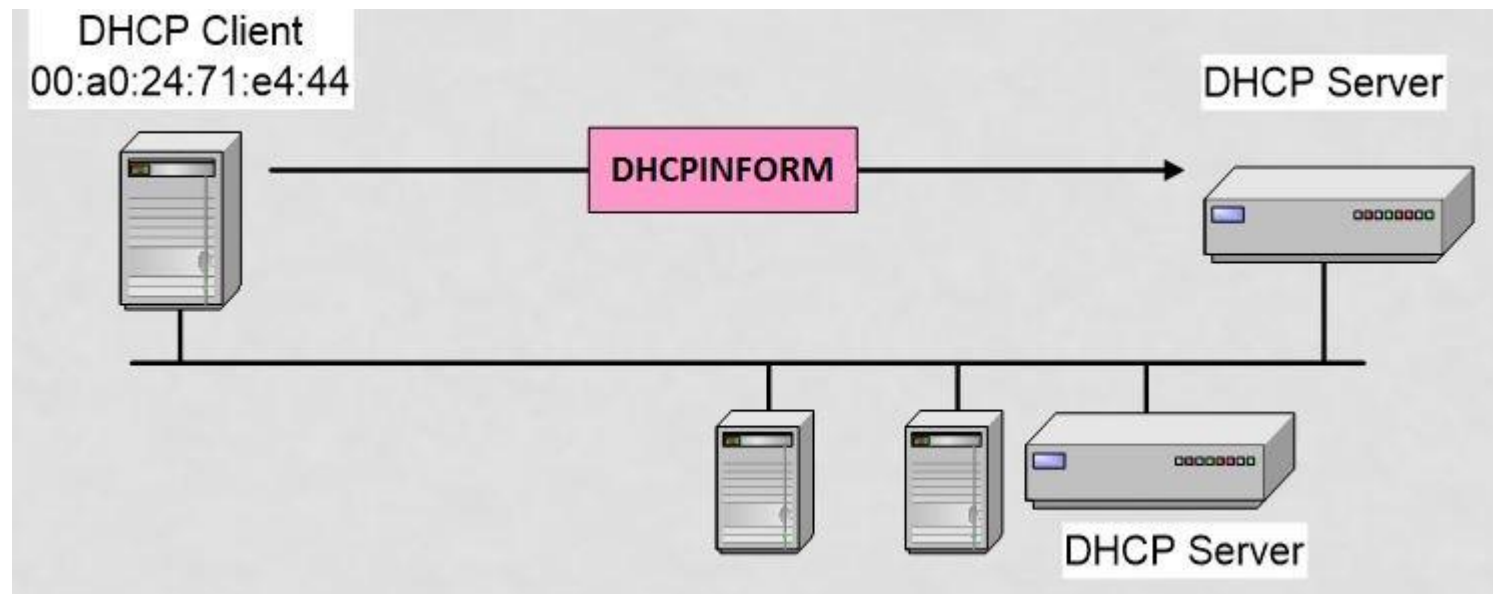 DHCP Client
00:a0:24:71:e4:44
DHCP Server
DHCPINFORM
DHCP Server